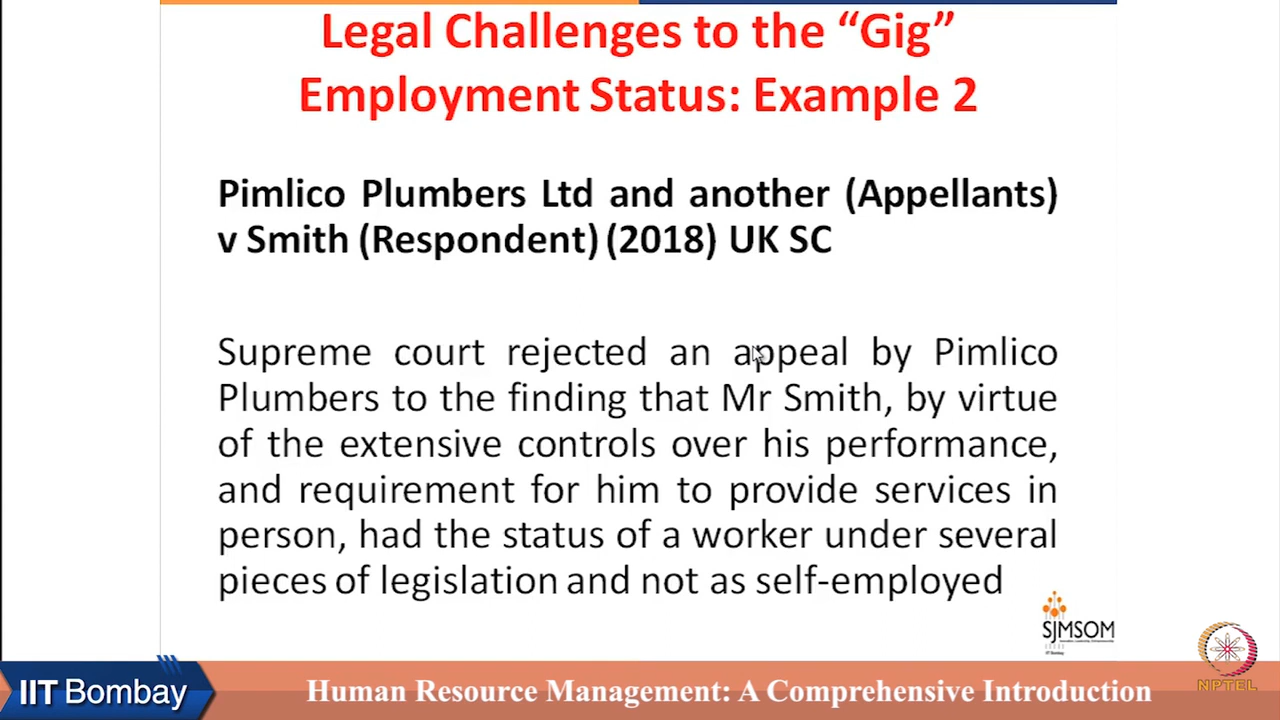 Legal Challenges to the “Gig”
Employment Status: Example 2
Pimlico Plumbers Ltd and another (Appellants)
v Smith (Respondent) (2018) UK SC
Supreme court rejected an appeal by Pimlico
Plumbers to the finding that Mr Smith, by virtue
of the extensive controls over his performance,
and requirement for him to provide services in
person, had the status of a worker under several
pieces of legislation and not as self-employed
SJMSOM
IIT Bombay
NPTEL
IIT Bombay
Human Resource Management: A Comprehensive Introduction